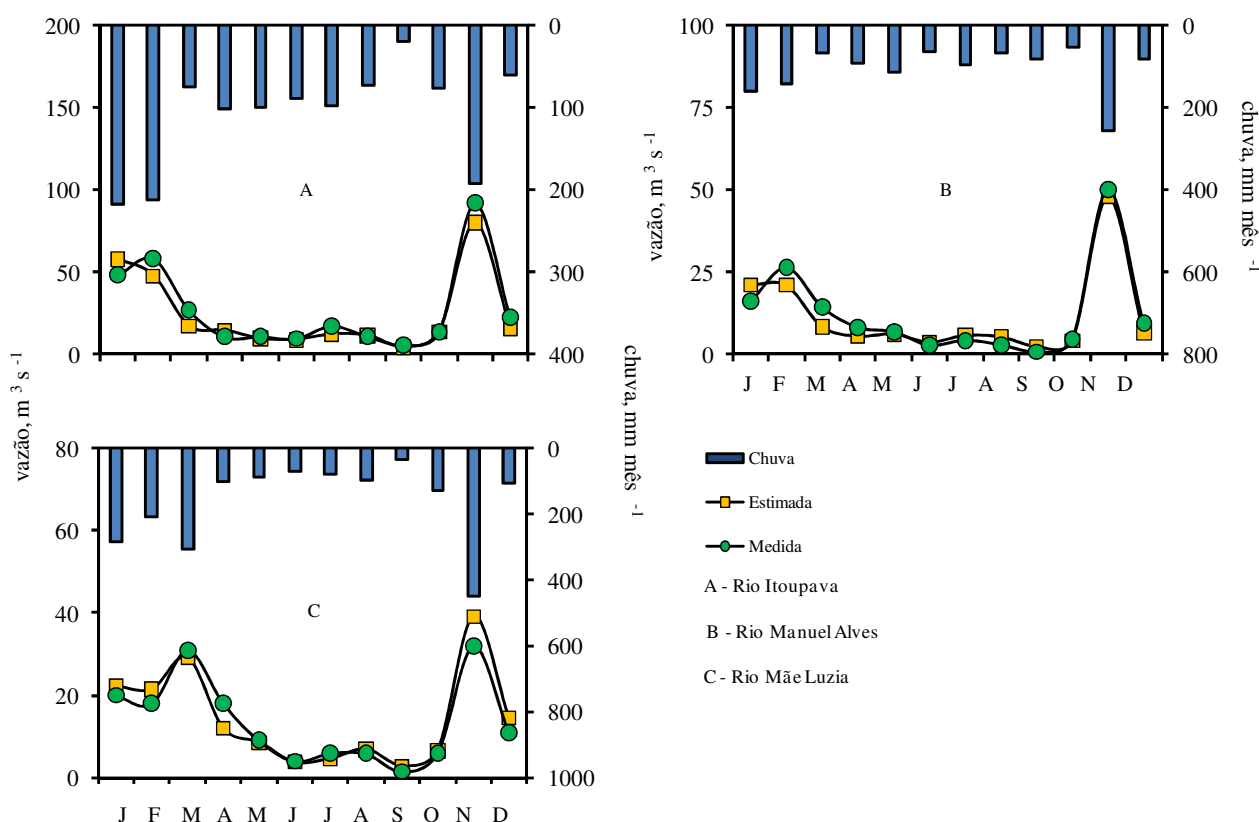 200
150
100
50
0
vazão, m ³ s ⁻¹
A
0
100
200
300
400
chuva, mm mês ⁻¹
100
75
50
25
0
vazão, m ³ s ⁻¹
B
0
200
400
600
800
chuva, mm mês ⁻¹
J F M A M J J A S O N D
80
60
40
20
0
C
0
200
400
600
800
1000
J F M A M J J A S O N D
Chuva
Estimada
Medida
A - Rio Itoupava
B - Rio Manuel Alves
C - Rio Mãe Luzia